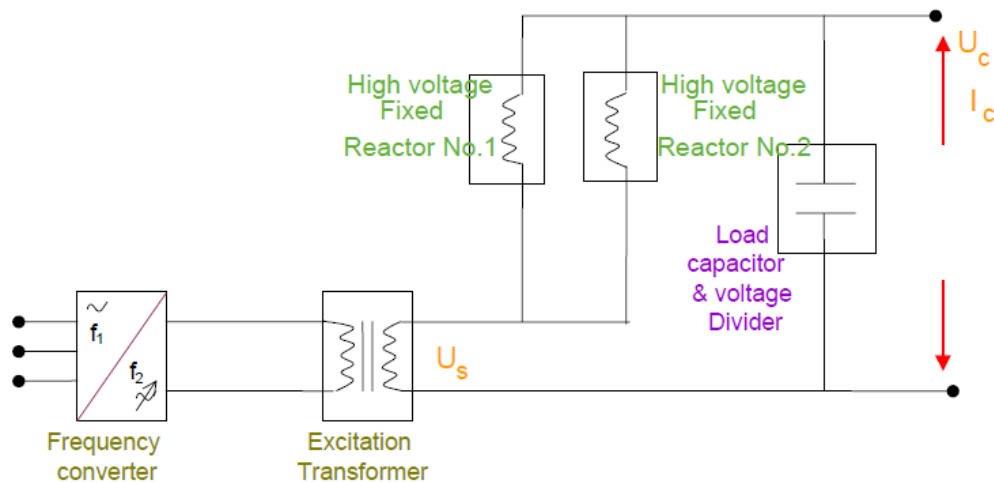 High voltage
Fixed
Reactor No.1
High voltage
Fixed
Reactor No.2
Uc
Ic
Load
capacitor
& voltage
Divider
~
f1
f2
Us
Frequency
converter
Excitation
Transformer